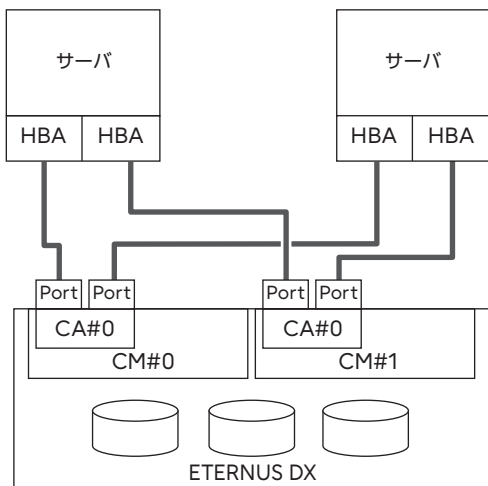 サーバ
サーバ
HBA HBA
HBA HBA
Port Port
Port Port
CA#0
CA#0
CM#0
CM#1
ETERNUS DX